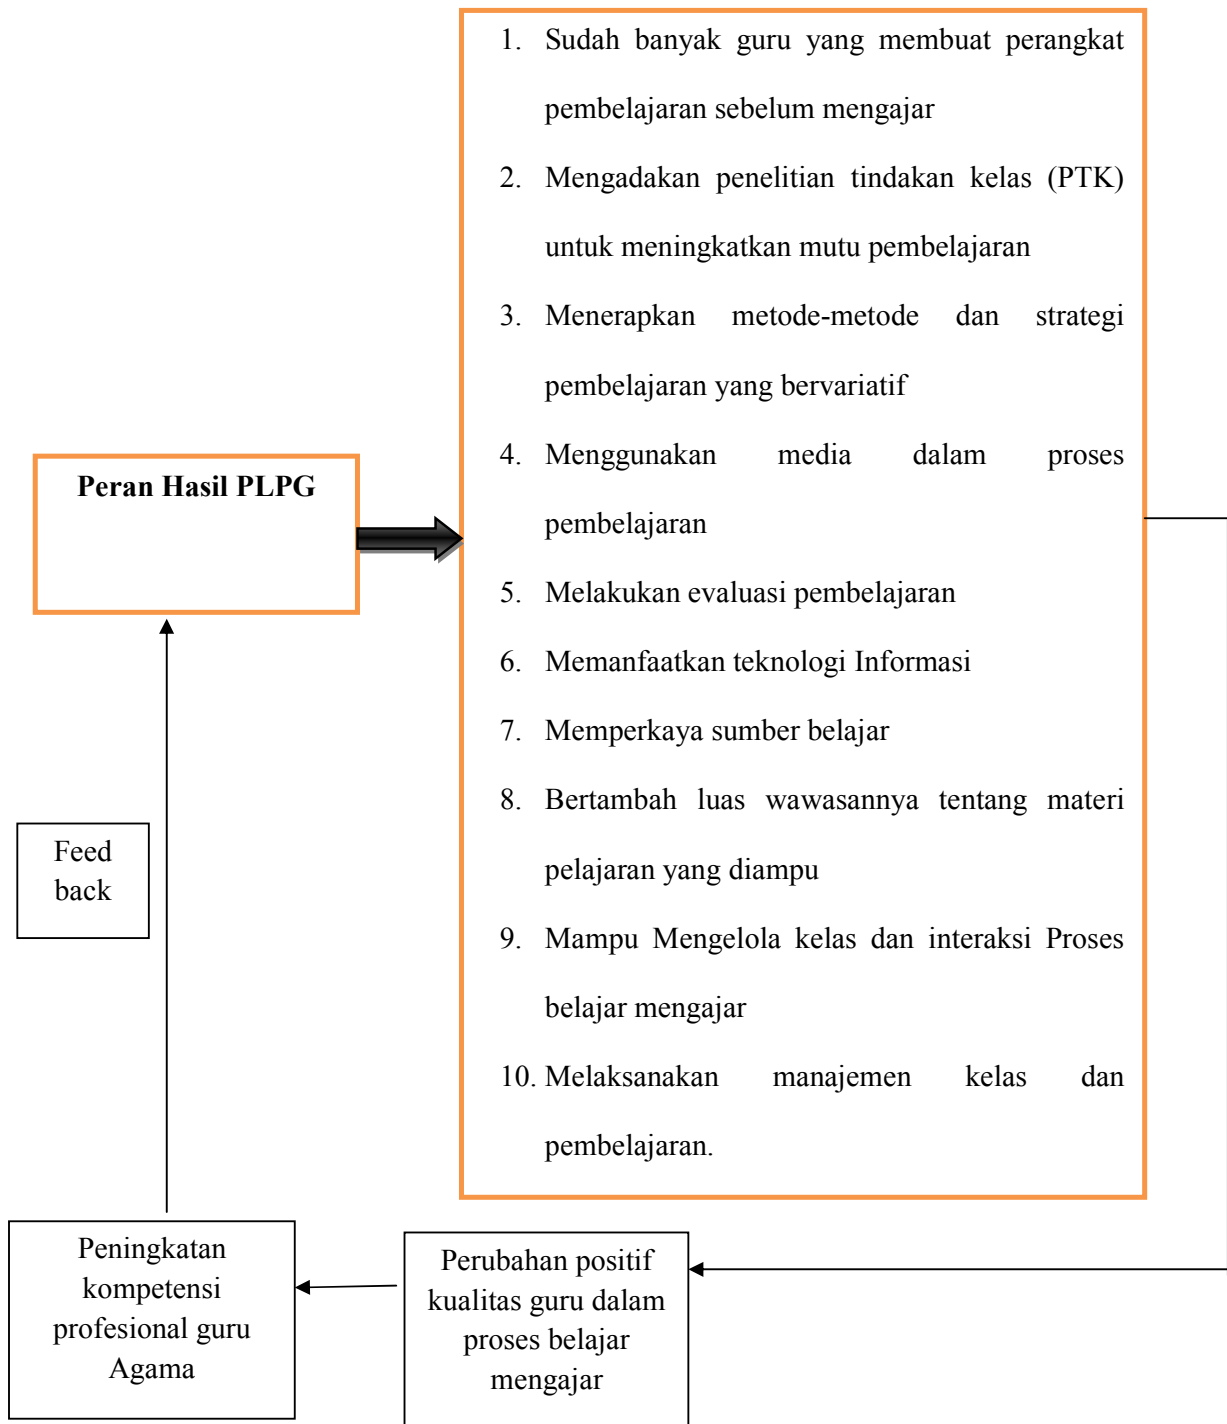 1. Sudah banyak guru yang membuat perangkat
pembelajaran sebelum mengajar
2. Mengadakan penelitian tindakan kelas (PTK)
untuk meningkatkan mutu pembelajaran
3. Menerapkan metode-metode dan strategi
pembelajaran yang bervariatif
4. Menggunakan media dalam proses
pembelajaran
5. Melakukan evaluasi pembelajaran
6. Memanfaatkan teknologi Informasi
7. Memperkaya sumber belajar
8. Bertambah luas wawasannya tentang materi
pelajaran yang diampu
9. Mampu Mengelola kelas dan interaksi Proses
belajar mengajar
10. Melaksanakan manajemen kelas dan
pembelajaran.
Peran Hasil PLPG
Feed
back
Peningkatan
kompetensi
profesional guru
Agama
Perubahan positif
kualitas guru dalam
proses belajar
mengajar